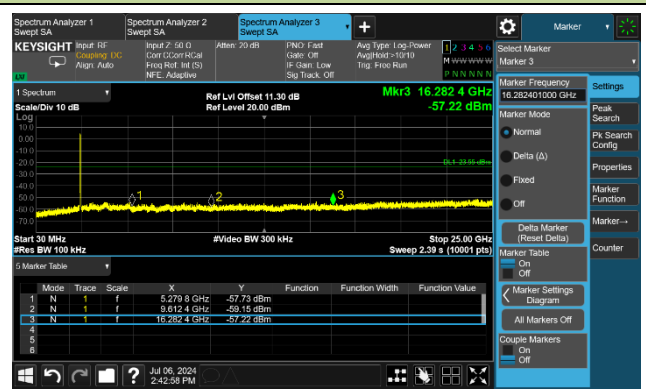 Spectrum Analyzer 1
Swept SA
Spectrum Analyzer 2
Swept SA
Spectrum Analyzer 3
Swept SA
Marker
KEYSIGHT
Input: RF
Coupling: DC
Align: Auto
Input Z: 50 Ω
Corr CCorr RCal
Freq Ref: Int (S)
NFE: Adaptive
Atten: 20 dB
PNO: Fast
Gate: Off
IF Gain: Low
Sig Track: Off
Avg Type: Log-Power
Avg|Hold:>10/10
Trig: Free Run
1 2 3 4 5 6
M W W W W W
P N N N N N
LW
Select Marker
Marker 3
1 Spectrum
Scale/Div 10 dB
Ref Lvl Offset 11.30 dB
Ref Level 20.00 dBm
Mkr3 16.282 4 GHz
-57.22 dBm
Log
10.0
0.00
-10.0
-20.0
-30.0
-40.0
-50.0
-60.0
-70.0
DL1 -23.55 dBm
1
2
3
Start 30 MHz
#Res BW 100 kHz
#Video BW 300 kHz
Stop 25.00 GHz
Sweep 2.39 s (10001 pts)
5 Marker Table
Mode Trace Scale X Y Function Function Width Function Value
1 N 1 f 5.279 8 GHz -57.73 dBm
2 N 1 f 9.612 4 GHz -59.15 dBm
3 N 1 f 16.282 4 GHz -57.22 dBm
4
5
6
Marker Frequency
16.282401000 GHz
Marker Mode
Normal
Delta (Δ)
Fixed
Off
Delta Marker
(Reset Delta)
Marker Table
On
Off
Marker Settings
Diagram
All Markers Off
Couple Markers
On
Off
Settings
Peak
Search
Pk Search
Config
Properties
Marker
Function
Marker→
Counter
?
Jul 06, 2024
2:42:58 PM